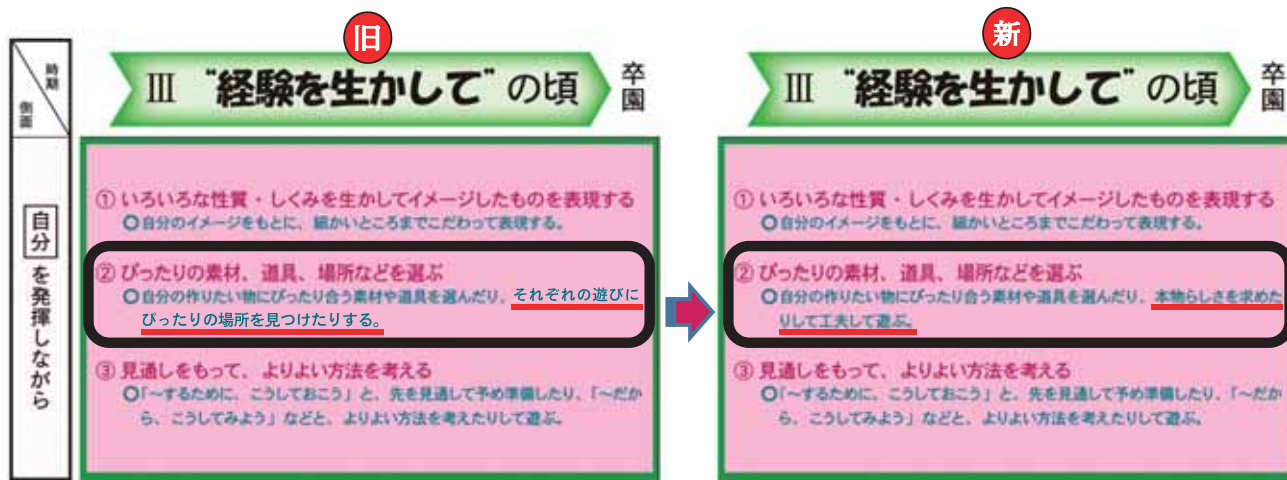 時期
側面
自分を発揮しながら
旧
Ⅲ "経験を生かして"の頃
卒園
① いろいろな性質・しくみを生かしてイメージしたものを表現する
○自分のイメージをもとに、細かいところまでこだわって表現する。
② ぴったりの素材、道具、場所などを選ぶ
○自分の作りたい物にぴったり合う素材や道具を選んだり、それぞれの遊びに
ぴったりの場所を見つけたりする。
③ 見通しをもって、よりよい方法を考える
○「～するために、こうしておこう」と、先を見通して予め準備したり、「～だか
ら、こうしてみよう」などと、よりよい方法を考えたりして遊ぶ。
新
Ⅲ "経験を生かして"の頃
卒園
① いろいろな性質・しくみを生かしてイメージしたものを表現する
○自分のイメージをもとに、細かいところまでこだわって表現する。
② ぴったりの素材、道具、場所などを選ぶ
○自分の作りたい物にぴったり合う素材や道具を選んだり、本物らしさを求めた
りして工夫して遊ぶ。
③ 見通しをもって、よりよい方法を考える
○「～するために、こうしておこう」と、先を見通して予め準備したり、「～だか
ら、こうしてみよう」などと、よりよい方法を考えたりして遊ぶ。